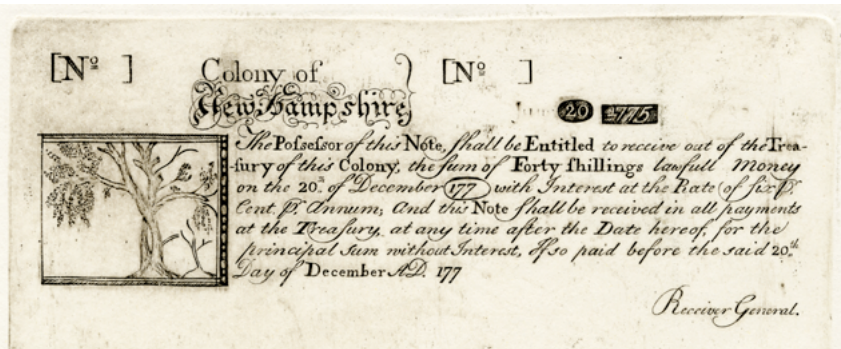 [Nº ] Colony of [Nº ]
New Hampshire
20 1775
The Poſseſsor of this Note, ſhall be Entitled to receive out of the Trea-
-ſury of this Colony, the ſum of Forty ſhillings lawfull Money
on the 20th. of December 177 with Intereſt at the Rate of ſix P.
Cent. P. Annum; And this Note ſhall be received in all payments
at the Treaſury, at any time after the Date hereof, for the
principal ſum without Intereſt, if ſo paid before the said 20.th
Day of December A.D. 177
Receiver General.